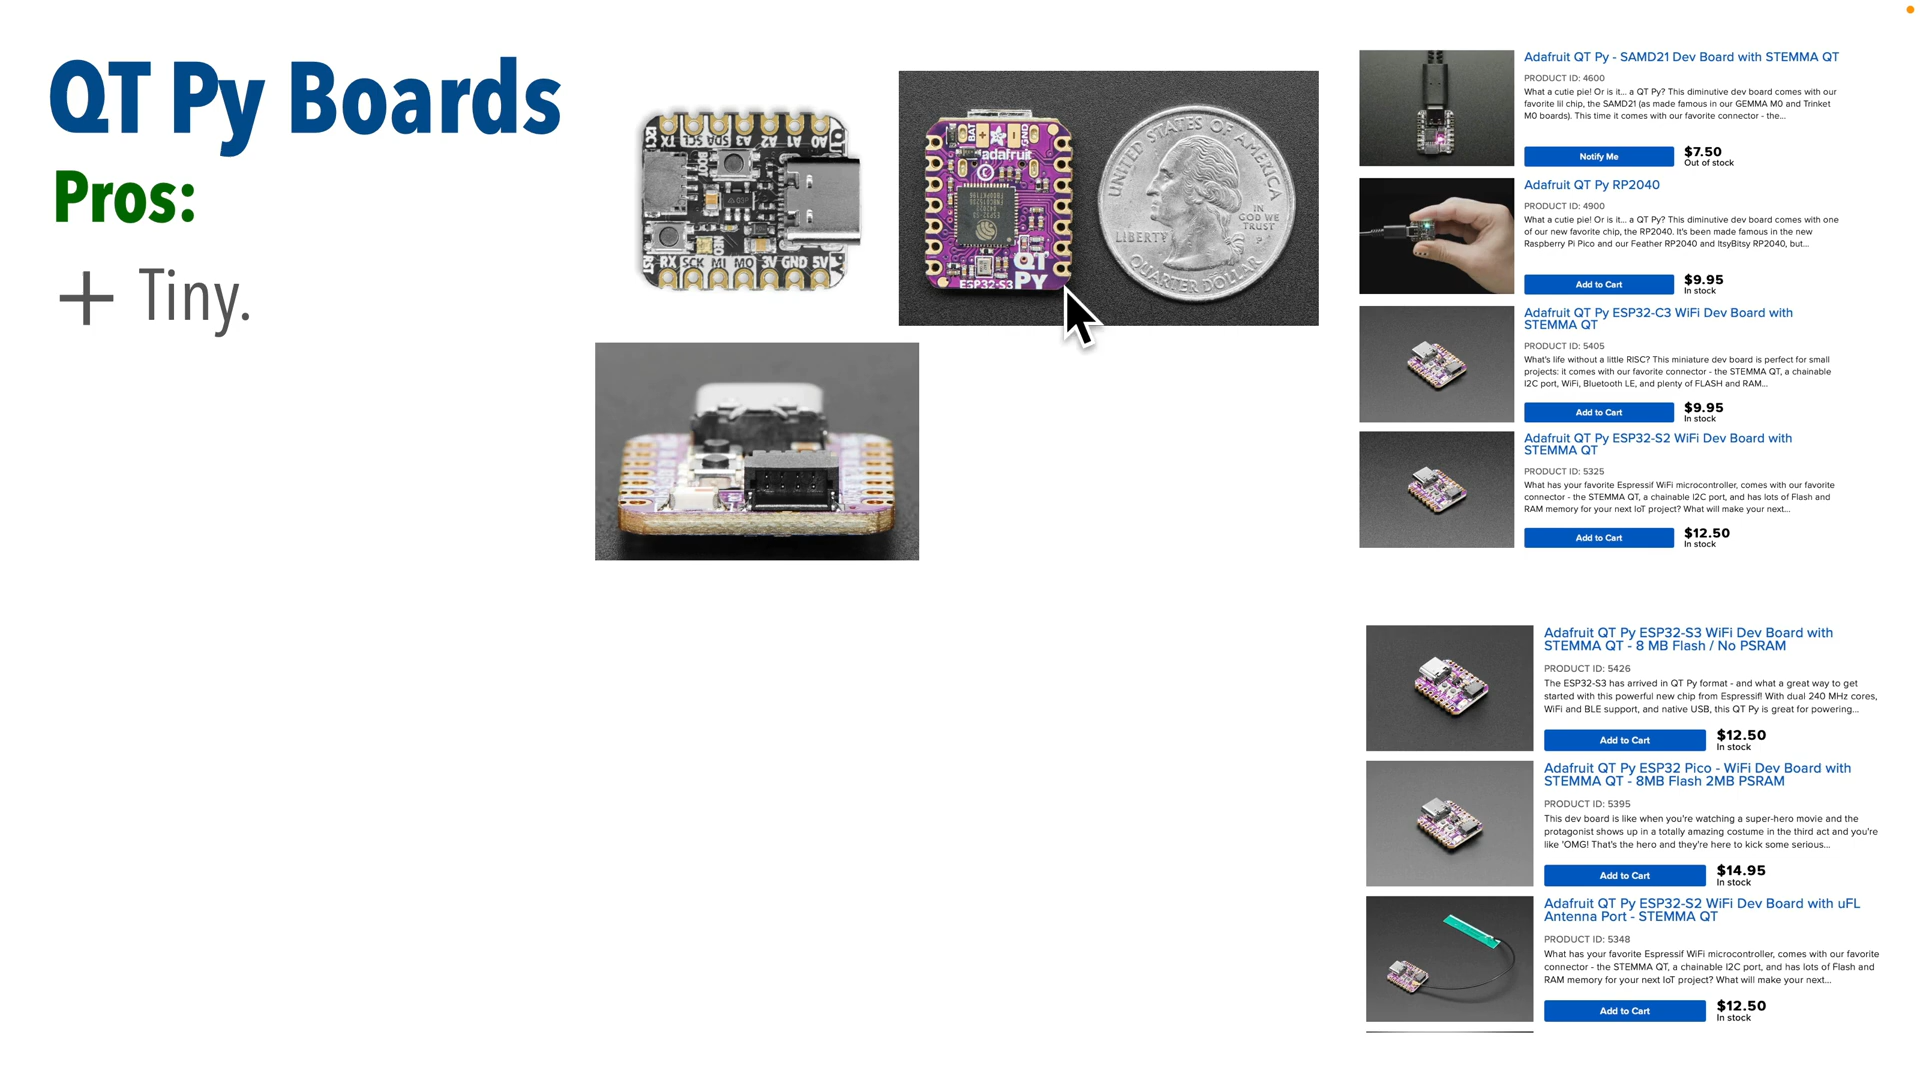 QT Py Boards
Pros:
+ Tiny.
TX SCL SDA A3 A2 A1 A0
BOOT
RX SCK MI MO 3V GND 5V
BAT
GND
adafruit
ESP32-S3
QT
PY
UNITED STATES OF AMERICA
LIBERTY
IN
GOD WE
TRUST
P
QUARTER DOLLAR
Adafruit QT Py - SAMD21 Dev Board with STEMMA QT
PRODUCT ID: 4600
What a cutie pie! Or is it... a QT Py? This diminutive dev board comes with our
favorite lil chip, the SAMD21 (as made famous in our GEMMA M0 and Trinket
M0 boards). This time it comes with our favorite connector - the...
Notify Me
$7.50
Out of stock
Adafruit QT Py RP2040
PRODUCT ID: 4900
What a cutie pie! Or is it... a QT Py? This diminutive dev board comes with one
of our new favorite chip, the RP2040. It's been made famous in the new
Raspberry Pi Pico and our Feather RP2040 and ItsyBitsy RP2040, but...
Add to Cart
$9.95
In stock
Adafruit QT Py ESP32-C3 WiFi Dev Board with
STEMMA QT
PRODUCT ID: 5405
What's life without a little RISC? This miniature dev board is perfect for small
projects: it comes with our favorite connector - the STEMMA QT, a chainable
I2C port, WiFi, Bluetooth LE, and plenty of FLASH and RAM...
Add to Cart
$9.95
In stock
Adafruit QT Py ESP32-S2 WiFi Dev Board with
STEMMA QT
PRODUCT ID: 5325
What has your favorite Espressif WiFi microcontroller, comes with our favorite
connector - the STEMMA QT, a chainable I2C port, and has lots of Flash and
RAM memory for your next IoT project? What will make your next...
Add to Cart
$12.50
In stock
Adafruit QT Py ESP32-S3 WiFi Dev Board with
STEMMA QT - 8 MB Flash / No PSRAM
PRODUCT ID: 5426
The ESP32-S3 has arrived in QT Py format - and what a great way to get
started with this powerful new chip from Espressif! With dual 240 MHz cores,
WiFi and BLE support, and native USB, this QT Py is great for powering...
Add to Cart
$12.50
In stock
Adafruit QT Py ESP32 Pico - WiFi Dev Board with
STEMMA QT - 8MB Flash 2MB PSRAM
PRODUCT ID: 5395
This dev board is like when you're watching a super-hero movie and the
protagonist shows up in a totally amazing costume in the third act and you're
like 'OMG! That's the hero and they're here to kick some serious...
Add to Cart
$14.95
In stock
Adafruit QT Py ESP32-S2 WiFi Dev Board with uFL
Antenna Port - STEMMA QT
PRODUCT ID: 5348
What has your favorite Espressif WiFi microcontroller, comes with our favorite
connector - the STEMMA QT, a chainable I2C port, and has lots of Flash and
RAM memory for your next IoT project? What will make your next...
Add to Cart
$12.50
In stock